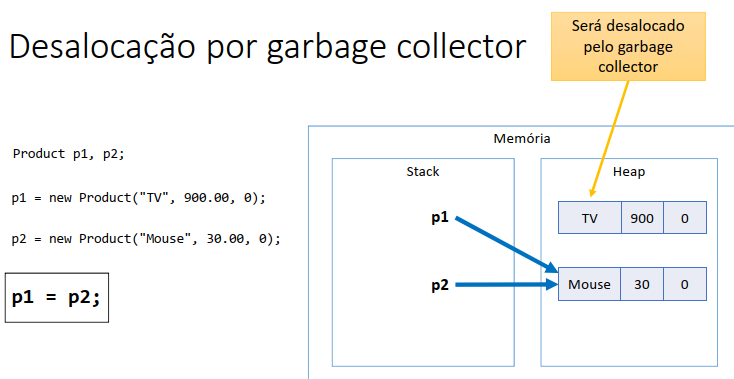 Desalocação por garbage collector
Será desalocado
pelo garbage
collector
Product p1, p2;
p1 = new Product("TV", 900.00, 0);
p2 = new Product("Mouse", 30.00, 0);
p1 = p2;
Memória
Stack
Heap
p1
TV 900 0
p2
Mouse 30 0